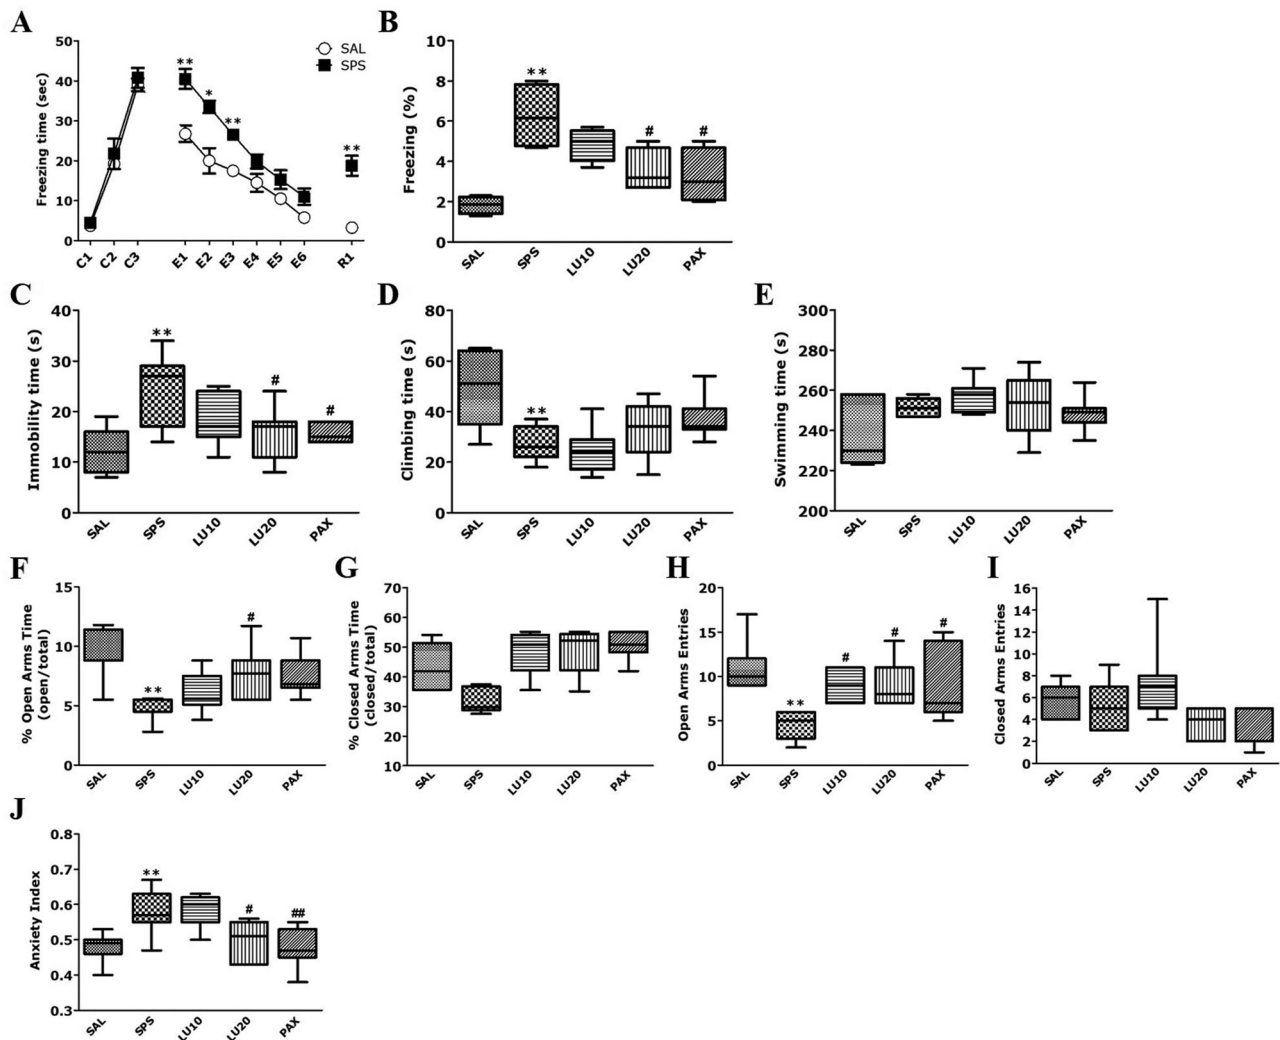 A
Freezing time (sec)
50
40
30
20
10
0
SAL
SPS
**
*
**
**
C1 C2 C3 E1 E2 E3 E4 E5 E6 R1
B
Freezing (%)
10
8
6
4
2
0
**
#
#
SAL SPS LU10 LU20 PAX
C
Immobility time (s)
40
30
20
10
0
**
#
#
SAL SPS LU10 LU20 PAX
D
Climbing time (s)
80
60
40
20
0
**
SAL SPS LU10 LU20 PAX
E
Swimming time (s)
300
280
260
240
220
200
SAL SPS LU10 LU20 PAX
F
% Open Arms Time
(open/total)
15
10
5
0
**
#
SAL SPS LU10 LU20 PAX
G
% Closed Arms Time
(closed/total)
70
60
50
40
30
20
10
SAL SPS LU10 LU20 PAX
H
Open Arms Entries
20
15
10
5
0
**
#
#
#
SAL SPS LU10 LU20 PAX
I
Closed Arms Entries
16
14
12
10
8
6
4
2
0
SAL SPS LU10 LU20 PAX
J
Anxiety Index
0.8
0.7
0.6
0.5
0.4
0.3
**
#
##
SAL SPS LU10 LU20 PAX